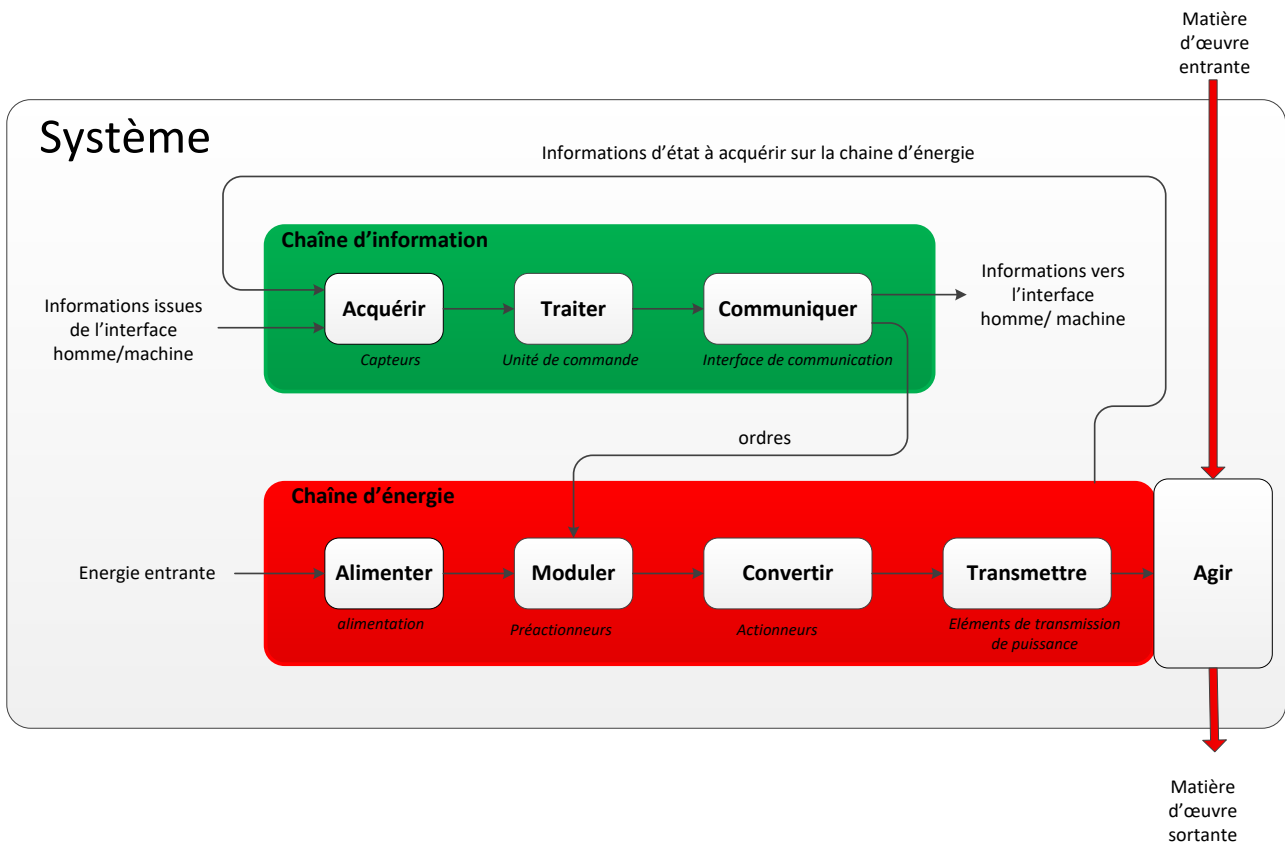 Matière
d’œuvre
entrante
Système
Informations d’état à acquérir sur la chaine d’énergie
Chaîne d’information
Informations issues
de l’interface
homme/machine
Acquérir
Traiter
Communiquer
Capteurs
Unité de commande
Interface de communication
Informations vers
l’interface
homme/ machine
ordres
Chaîne d’énergie
Energie entrante
Alimenter
Moduler
Convertir
Transmettre
Agir
alimentation
Préactionneurs
Actionneurs
Eléments de transmission
de puissance
Matière
d’œuvre
sortante